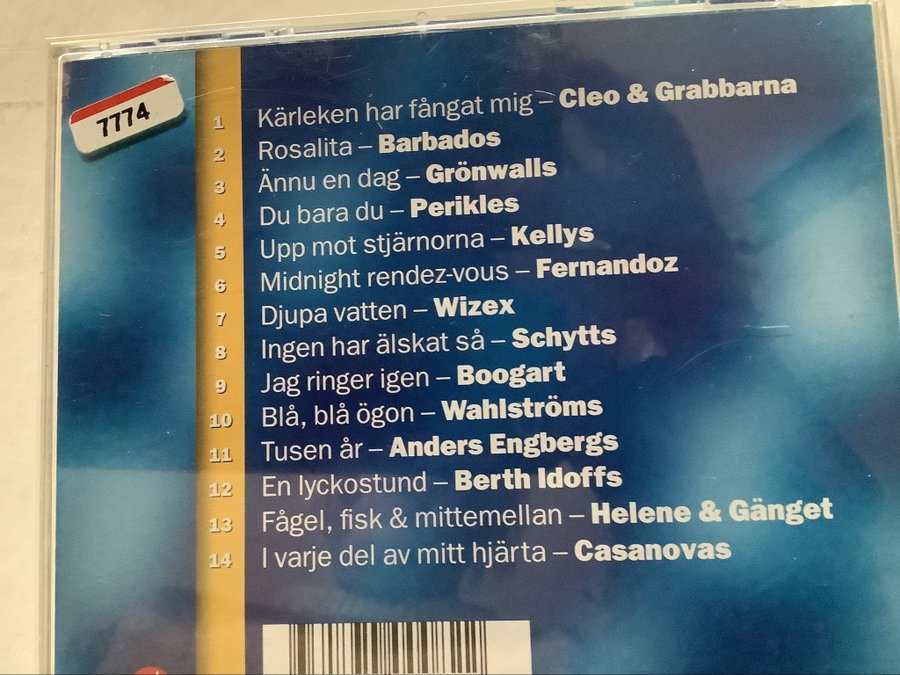 7774
1 Kärleken har fångat mig – Cleo & Grabbarna
2 Rosalita – Barbados
3 Ännu en dag – Grönwalls
4 Du bara du – Perikles
5 Upp mot stjärnorna – Kellys
6 Midnight rendez-vous – Fernandoz
7 Djupa vatten – Wizex
8 Ingen har älskat så – Schytts
9 Jag ringer igen – Boogart
10 Blå, blå ögon – Wahlströms
11 Tusen år – Anders Engbergs
12 En lyckostund – Berth Idoffs
13 Fågel, fisk & mittemellan – Helene & Gänget
14 I varje del av mitt hjärta – Casanovas